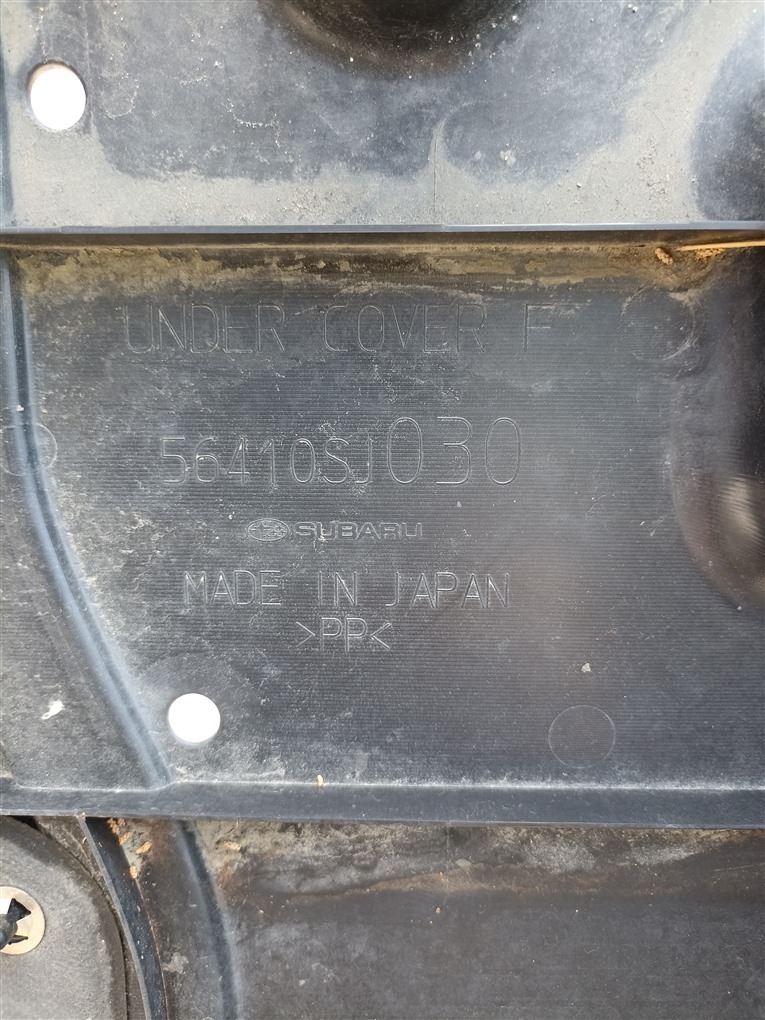 UNDER COVER F
56410SJ030
SUBARU
MADE IN JAPAN
>PP<